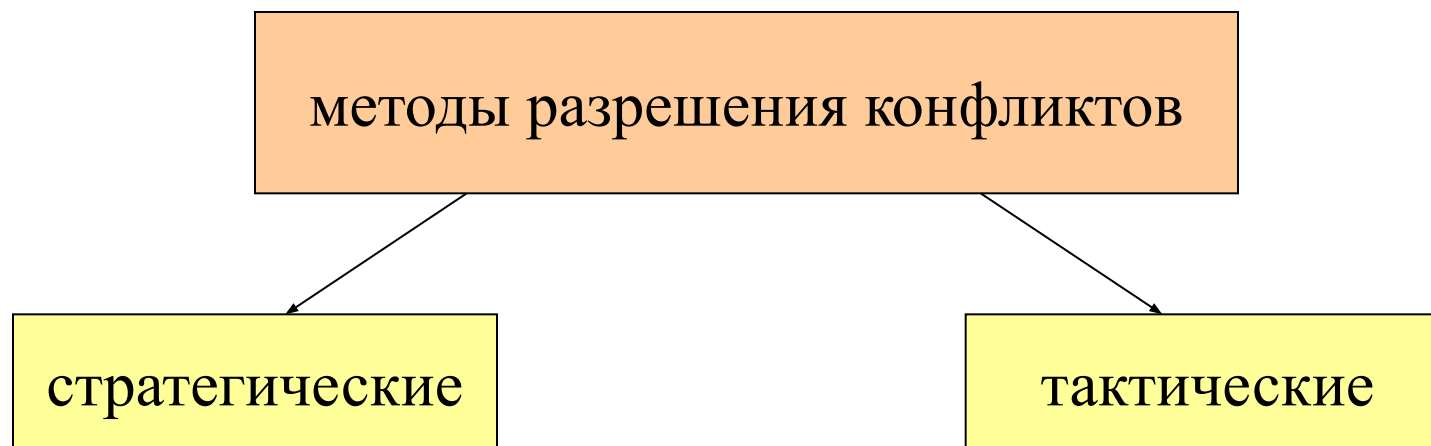 методы разрешения конфликтов
стратегические
тактические